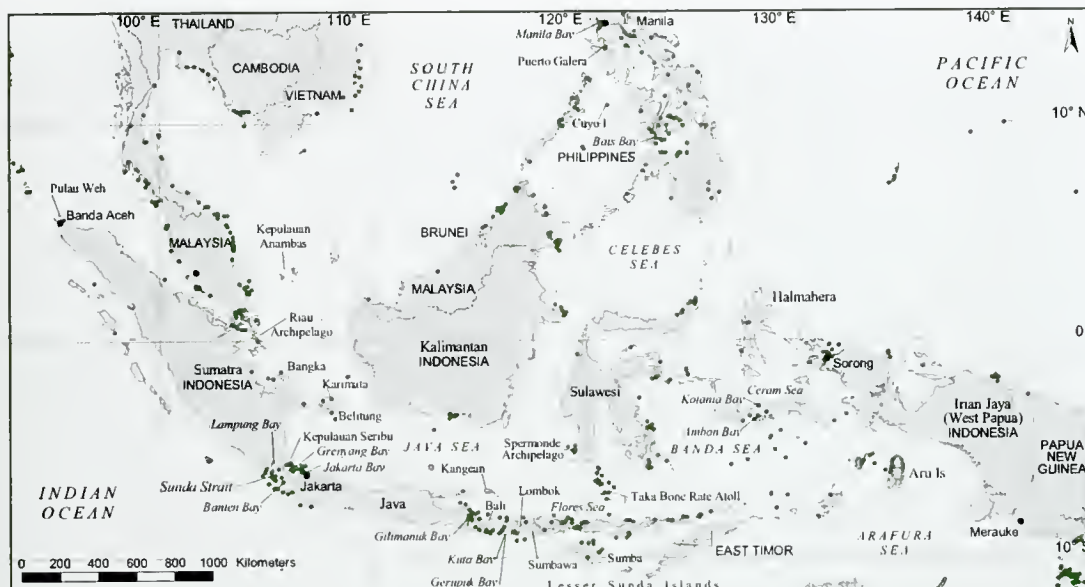 100° E
110° E
120° E
130° E
140° E
N
THAILAND
Manila
Manila Bay
CAMBODIA
SOUTH
CHINA
SEA
Puerto Galera
PACIFIC
OCEAN
VIETNAM
10° N
Cuyo I
Bais Bay
PHILIPPINES
Pulau Weh
Banda Aceh
MALAYSIA
Kepulauan
Anambas
BRUNEI
CELEBES
SEA
MALAYSIA
Halmahera
Riau
Archipelago
0
Kalimantan
INDONESIA
Sorong
Sumatra
INDONESIA
Bangka
Sulawesi
Karimata
Kotania Bay
Ceram Sea
Irian Jaya
(West Papua)
INDONESIA
Belitung
Lampung Bay
Ambon Bay
Kepulauan Seribu
Grenyang Bay
JAVA SEA
Spermonde
Archipelago
BANDA SEA
PAPUA
NEW
GUINEA
Jakarta Bay
Kangean
Aru Is
Sunda Strait
Jakarta
INDIAN
OCEAN
Banten Bay
Java
Bali
Lombok
Flores Sea
Taka Bone Rate Atoll
Merauke
Gilimanuk Bay
ARAFURA
SEA
Kuta Bay
Sumbawa
Sumba
EAST TIMOR
10° S
Gerupuk Bay
Lesser Sunda Islands
0 200 400 600 800 1000 Kilometers